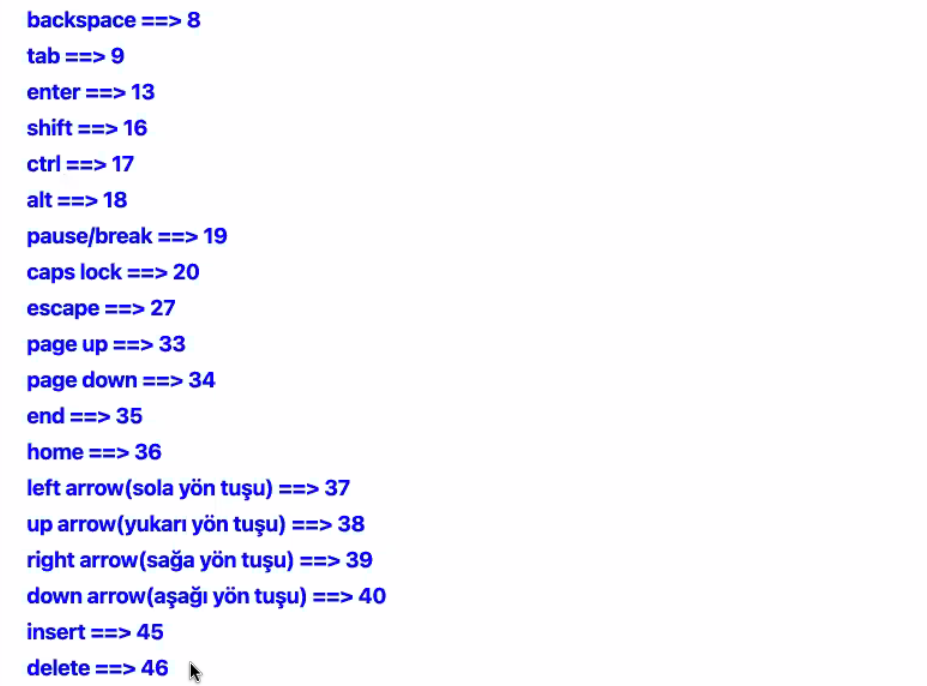 backspace ==> 8
tab ==> 9
enter ==> 13
shift ==> 16
ctrl ==> 17
alt ==> 18
pause/break ==> 19
caps lock ==> 20
escape ==> 27
page up ==> 33
page down ==> 34
end ==> 35
home ==> 36
left arrow(sola yön tuşu) ==> 37
up arrow(yukarı yön tuşu) ==> 38
right arrow(sağa yön tuşu) ==> 39
down arrow(aşağı yön tuşu) ==> 40
insert ==> 45
delete ==> 46